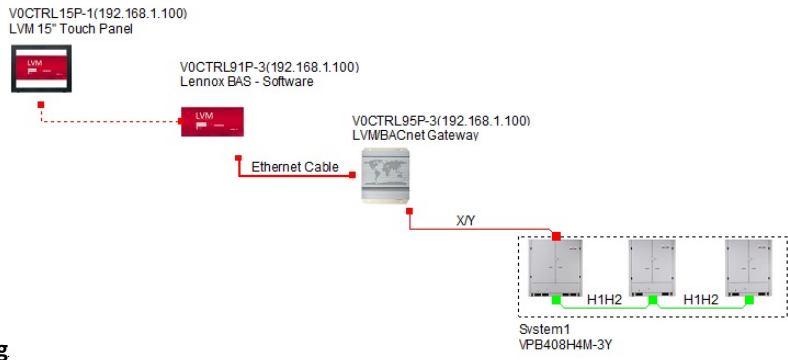 V0CTRL15P-1(192.168.1.100)
LVM 15" Touch Panel
LVM
V0CTRL91P-3(192.168.1.100)
Lennox BAS - Software
LVM
V0CTRL95P-3(192.168.1.100)
LVM/BACnet Gateway
Ethernet Cable
X/Y
H1H2 H1H2
System1
VPB408H4M-3Y
g